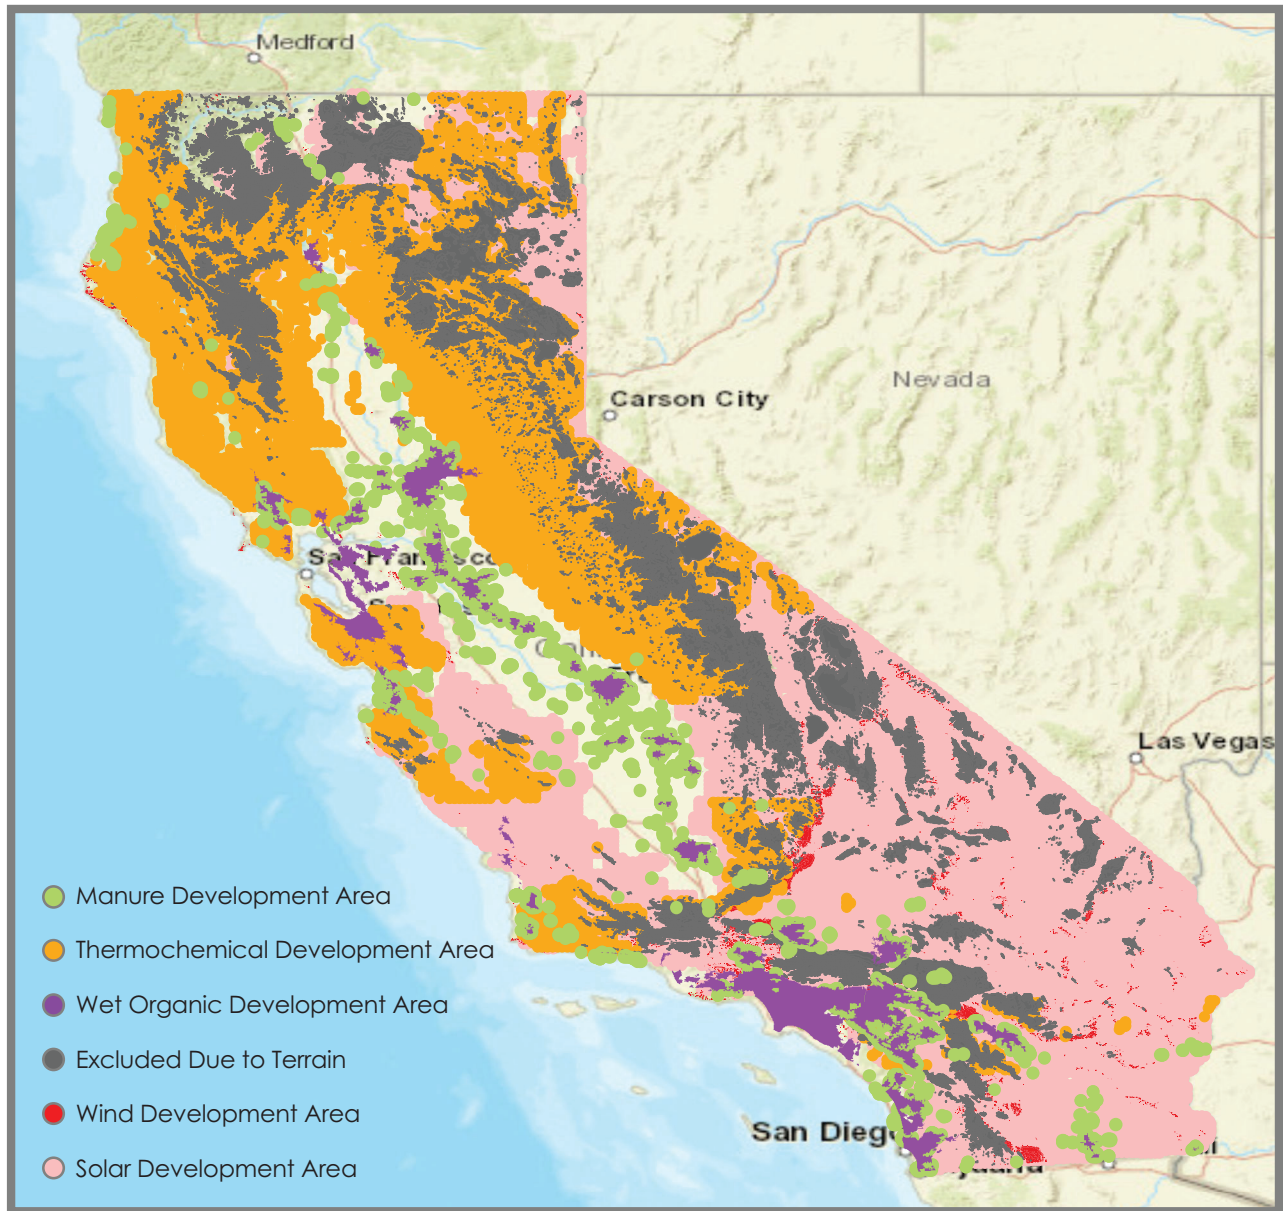 Medford
Carson City
Nevada
Las Vegas
San
San Dieg
Manure Development Area
Thermochemical Development Area
Wet Organic Development Area
Excluded Due to Terrain
Wind Development Area
Solar Development Area